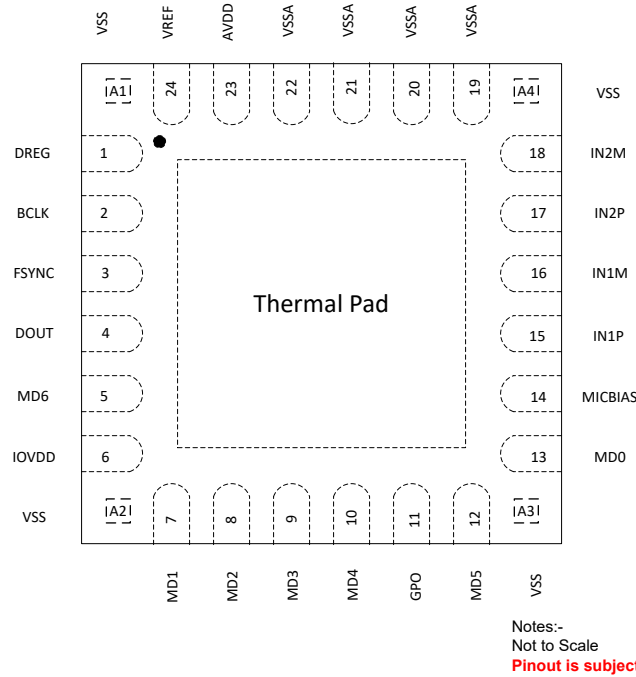 VSS VREF AVDD VSSA VSSA VSSA VSSA
A1 24 23 22 21 20 19 A4 VSS
DREG 1 18 IN2M
BCLK 2 17 IN2P
FSYNC 3 16 IN1M
Thermal Pad
DOUT 4 15 IN1P
MD6 5 14 MICBIAS
IOVDD 6 13 MD0
VSS A2 7 8 9 10 11 12 A3
MD1 MD2 MD3 MD4 GPO MD5 VSS
Notes:-
Not to Scale
Pinout is subject